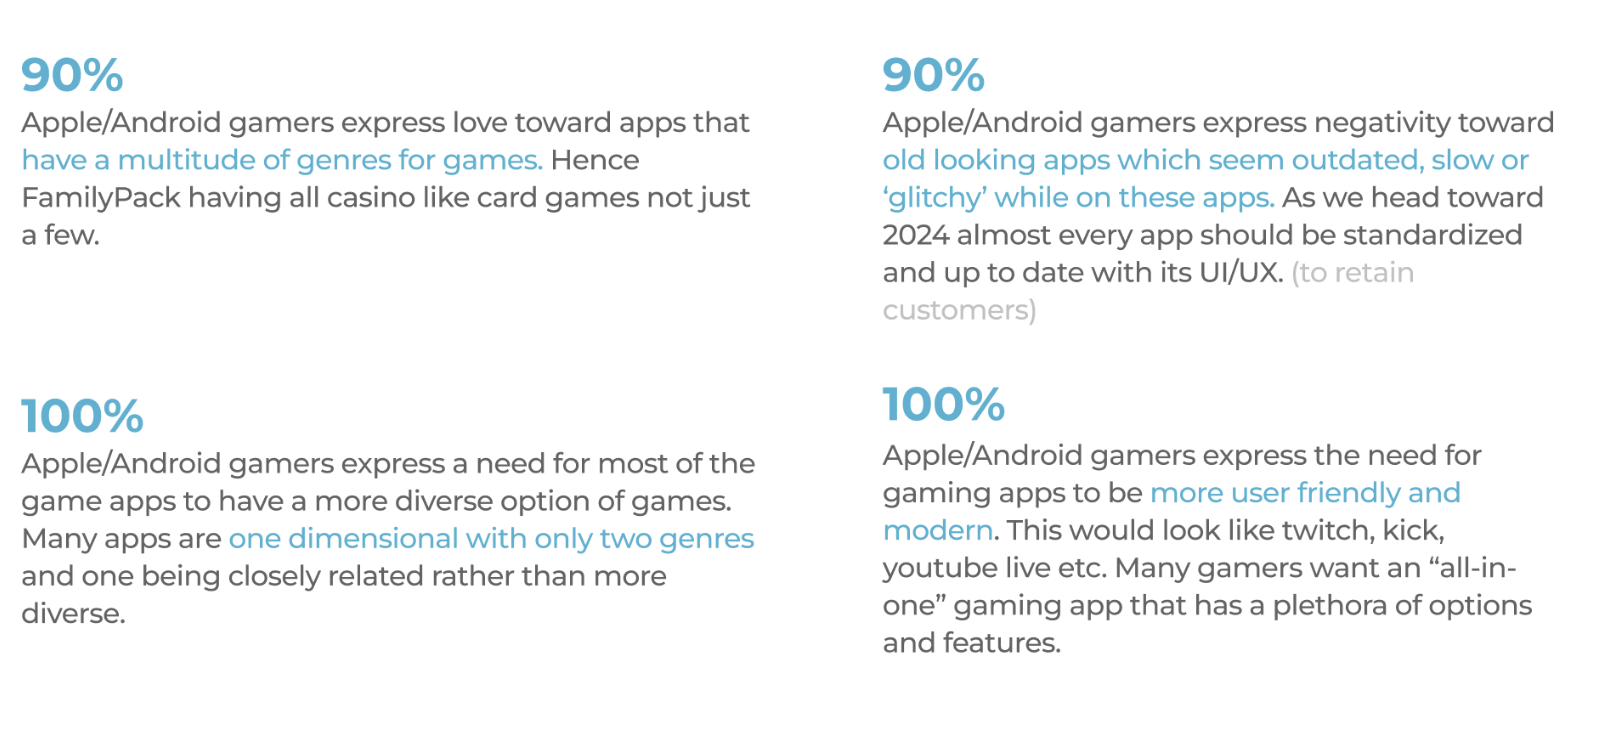 90%
Apple/Android gamers express love toward apps that
have a multitude of genres for games. Hence
FamilyPack having all casino like card games not just
a few.
90%
Apple/Android gamers express negativity toward
old looking apps which seem outdated, slow or
‘glitchy’ while on these apps. As we head toward
2024 almost every app should be standardized
and up to date with its UI/UX. (to retain
customers)
100%
Apple/Android gamers express a need for most of the
game apps to have a more diverse option of games.
Many apps are one dimensional with only two genres
and one being closely related rather than more
diverse.
100%
Apple/Android gamers express the need for
gaming apps to be more user friendly and
modern. This would look like twitch, kick,
youtube live etc. Many gamers want an “all-in-
one” gaming app that has a plethora of options
and features.